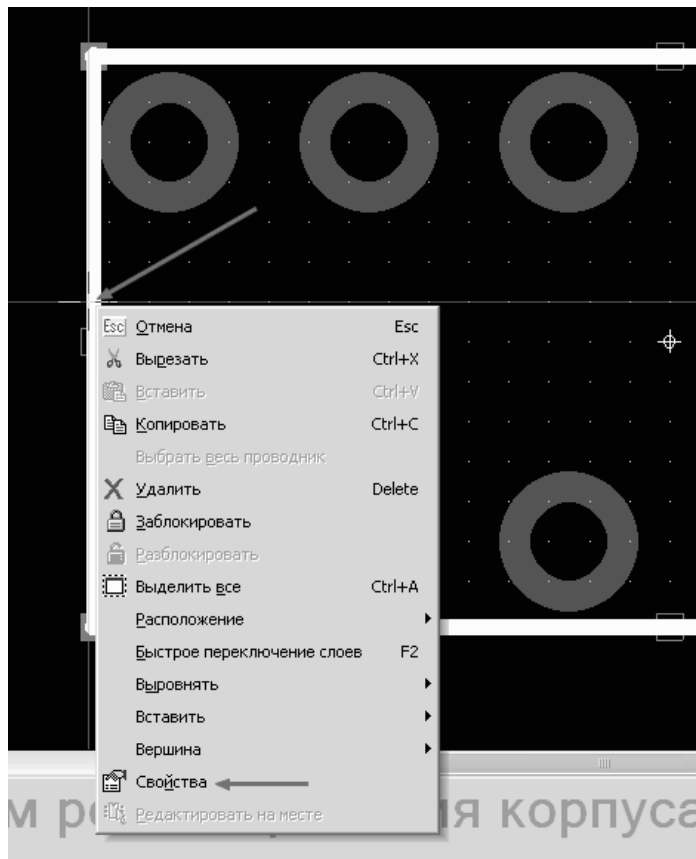 Esc Отмена Esc
Вырезать Ctrl+X
Вставить Ctrl+V
Копировать Ctrl+C
Выбрать весь проводник
Удалить Delete
Заблокировать
Разблокировать
Выделить все Ctrl+A
Расположение
Быстрое переключение слоев F2
Выровнять
Вставить
Вершина
Свойства
Редактировать на месте
корпуса